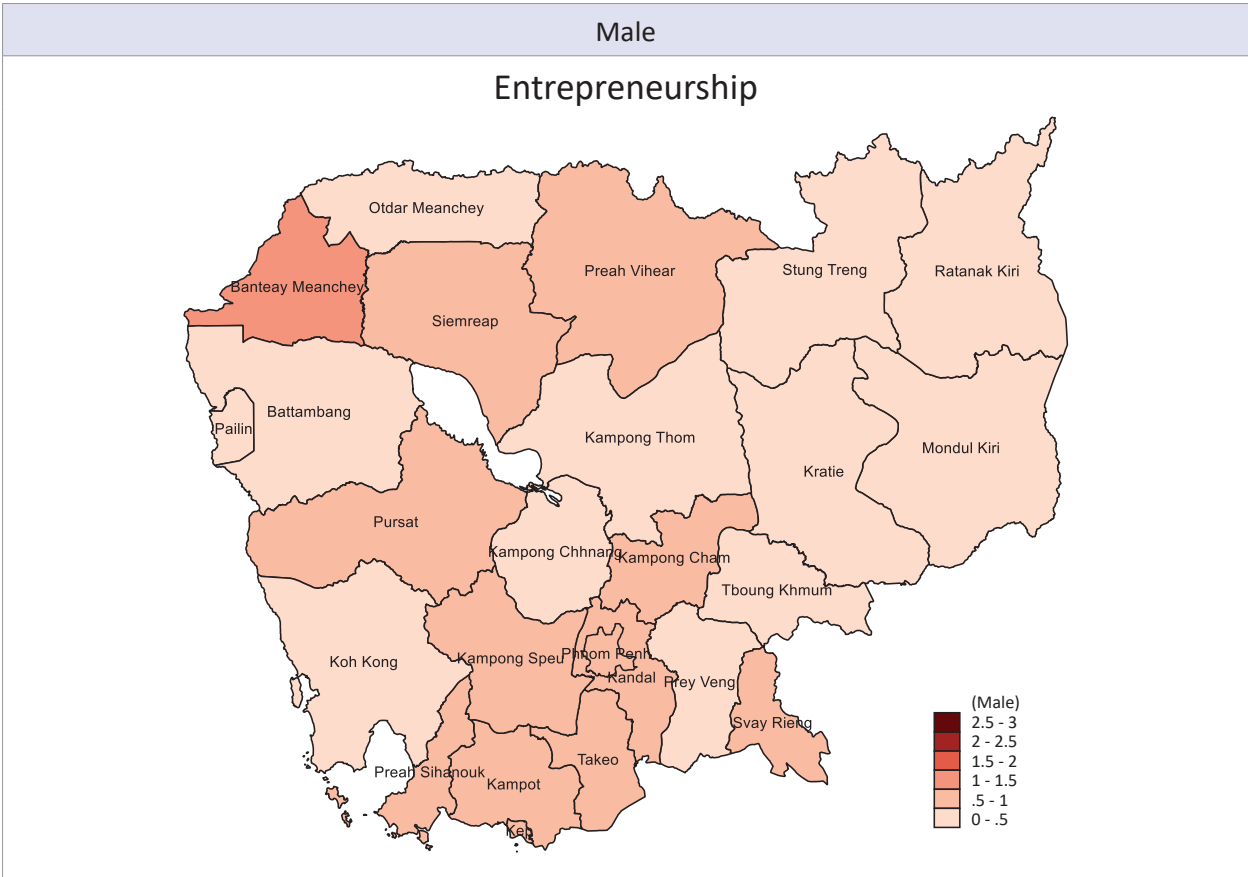 Male
Entrepreneurship
Otdar Meanchey
Preah Vihear
Stung Treng
Ratanak Kiri
Banteay Meanchey
Siemreap
Battambang
Pailin
Kampong Thom
Mondul Kiri
Kratie
Pursat
Kampong Chhnang
Kampong Cham
Tboung Khmum
Koh Kong
Kampong Speu
Phnom Penh
Kandal
Prey Veng
Svay Rieng
Takeo
Preah Sihanouk
Kampot
Kep
(Male)
2.5 - 3
2 - 2.5
1.5 - 2
1 - 1.5
.5 - 1
0 - .5